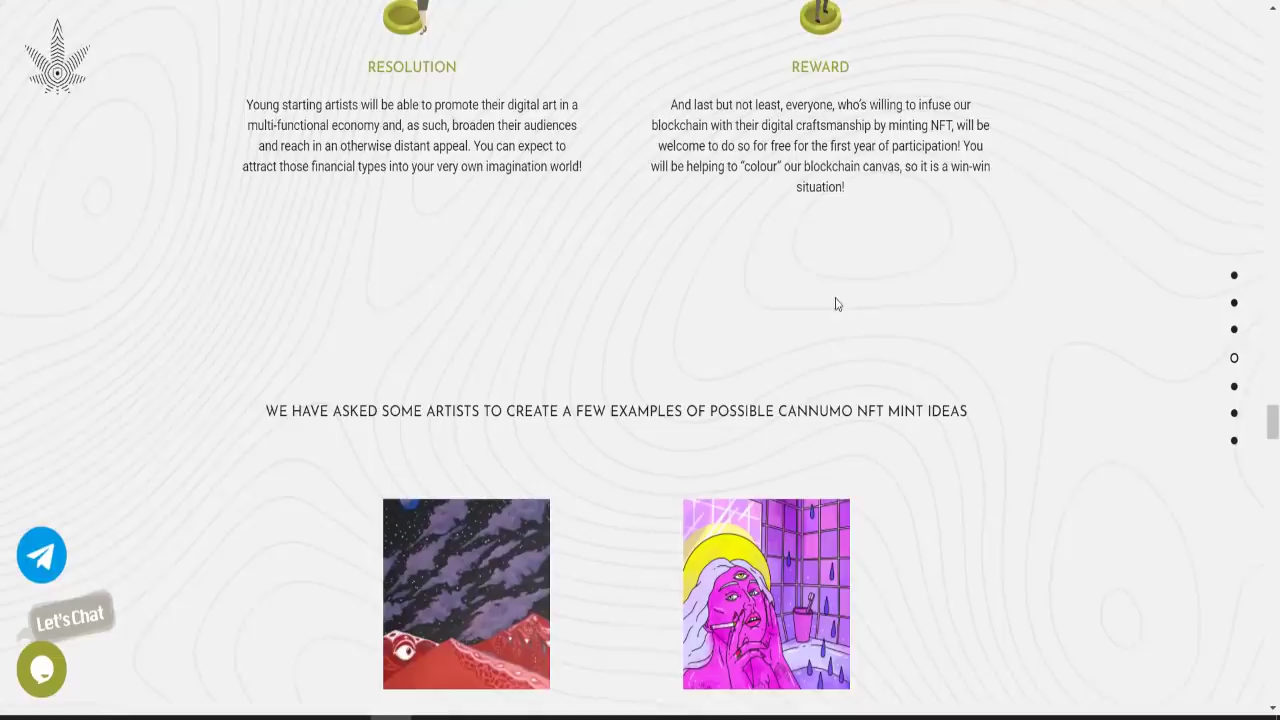 RESOLUTION
Young starting artists will be able to promote their digital art in a
multi-functional economy and, as such, broaden their audiences
and reach in an otherwise distant appeal. You can expect to
attract those financial types into your very own imagination world!
REWARD
And last but not least, everyone, who's willing to infuse our
blockchain with their digital craftsmanship by minting NFT, will be
welcome to do so for free for the first year of participation! You
will be helping to “colour” our blockchain canvas, so it is a win-win
situation!
WE HAVE ASKED SOME ARTISTS TO CREATE A FEW EXAMPLES OF POSSIBLE CANNUMO NFT MINT IDEAS
Let's Chat